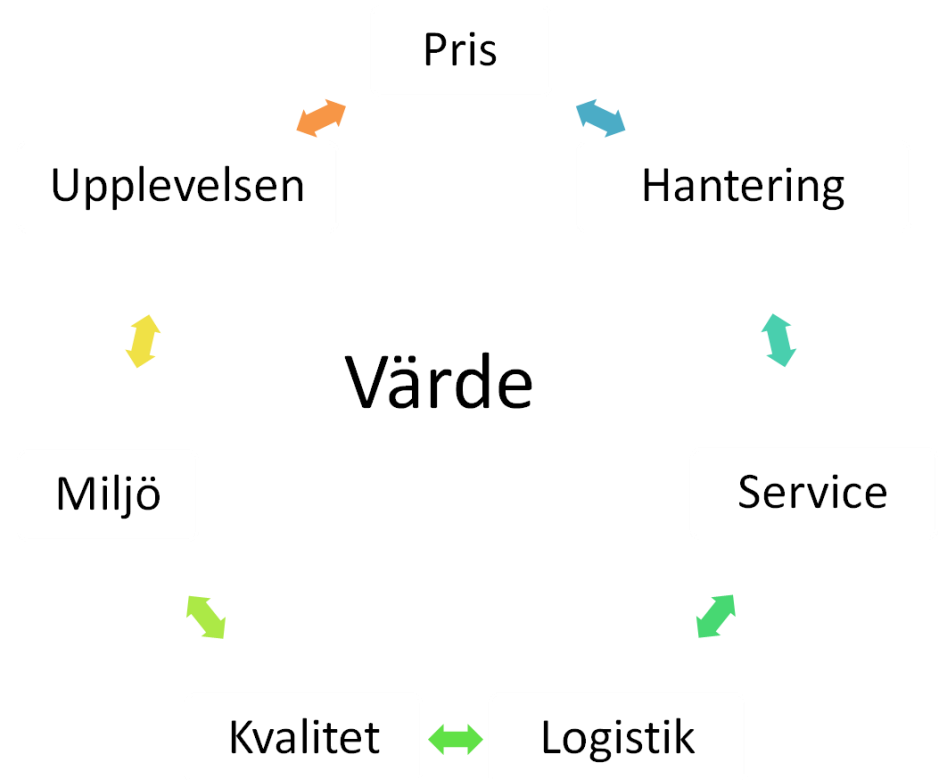 Pris
Upplevelsen
Hantering
Värde
Miljö
Service
Kvalitet
Logistik